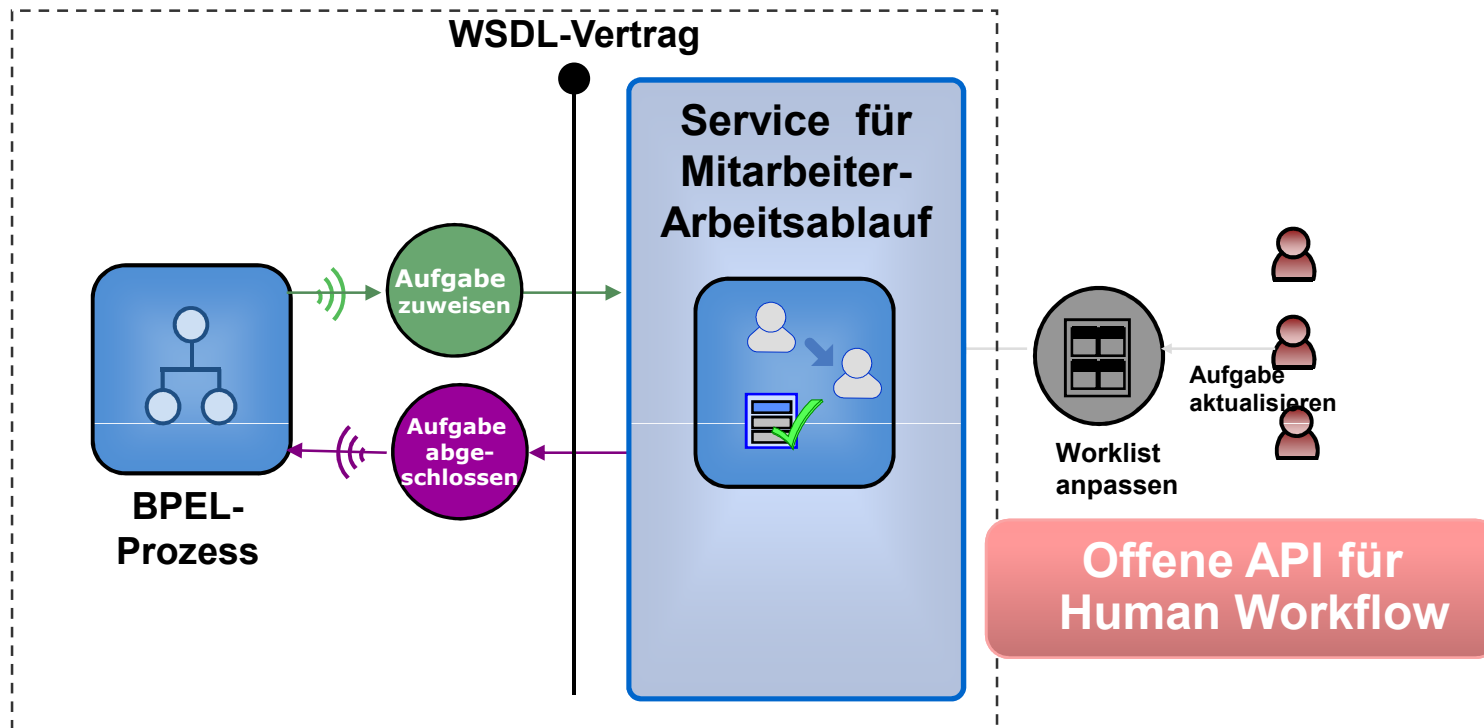 WSDL-Vertrag
Service für
Mitarbeiter-
Arbeitsablauf
Aufgabe
zuweisen
Aufgabe
abge-
schlossen
BPEL-
Prozess
Aufgabe
aktualisieren
Worklist
anpassen
Offene API für
Human Workflow